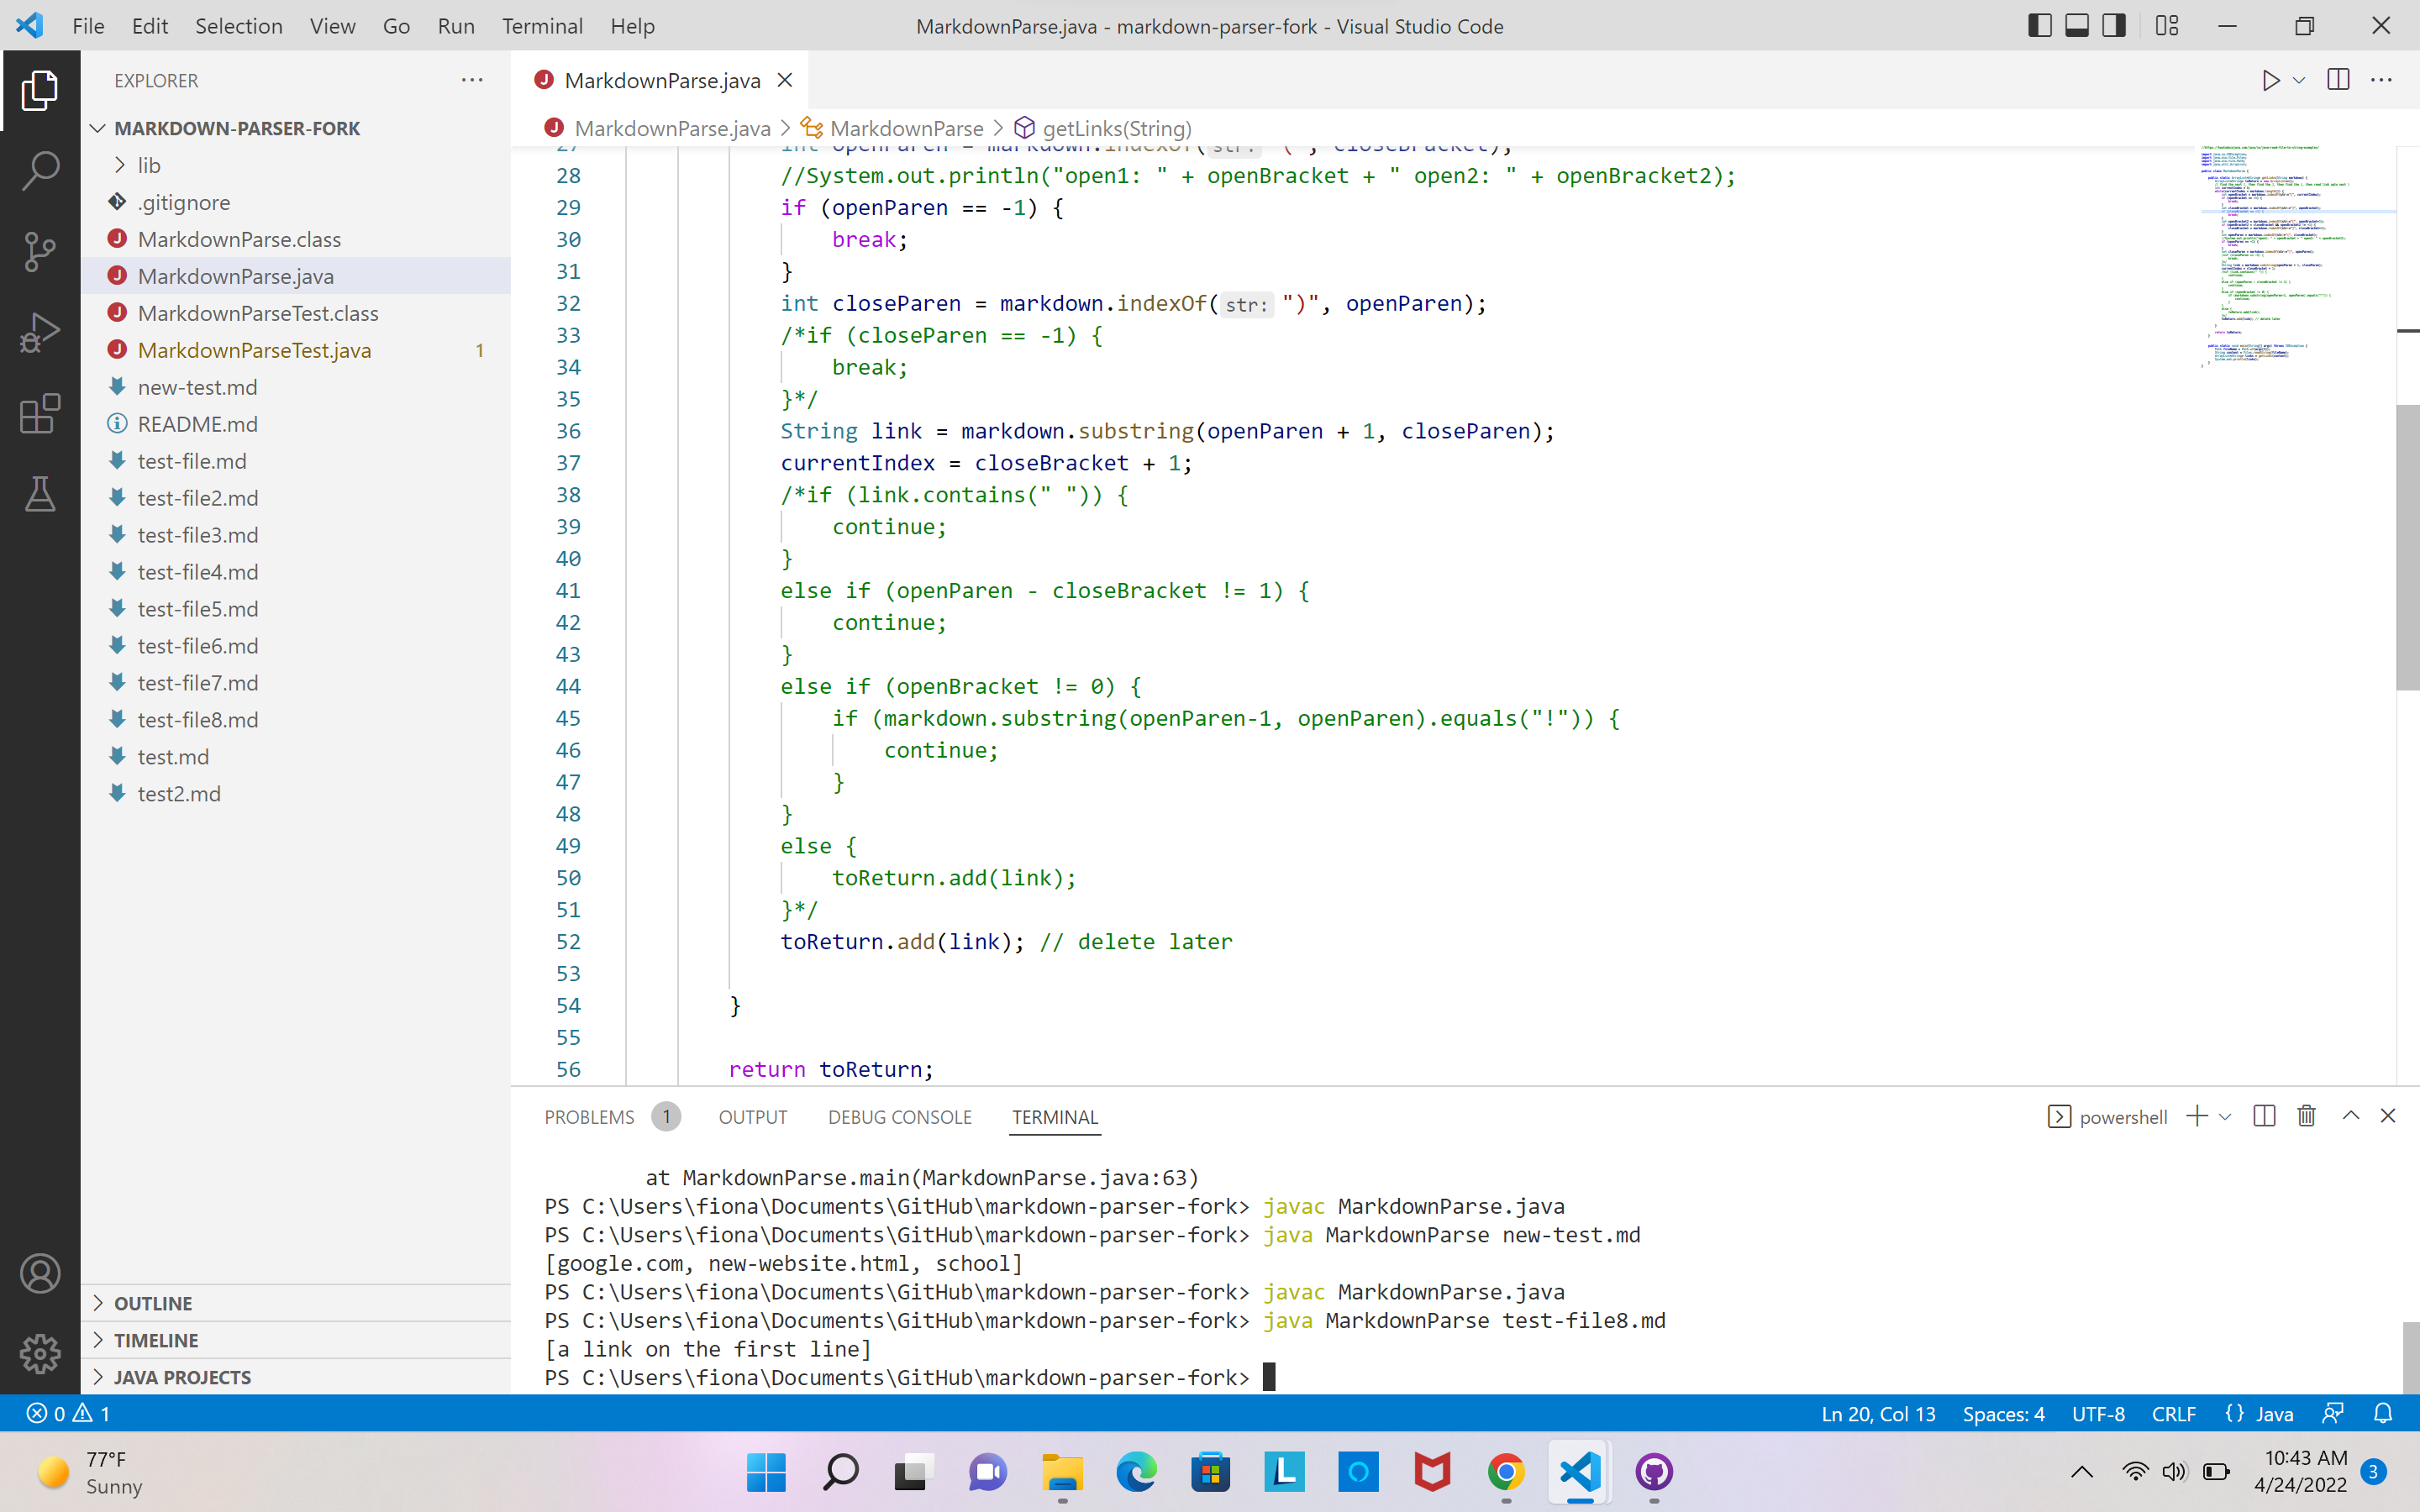 File Edit Selection View Go Run Terminal Help
MarkdownParse.java - markdown-parser-fork - Visual Studio Code
EXPLORER
MARKDOWN-PARSER-FORK
lib
.gitignore
MarkdownParse.class
MarkdownParse.java
MarkdownParseTest.class
MarkdownParseTest.java 1
new-test.md
README.md
test-file.md
test-file2.md
test-file3.md
test-file4.md
test-file5.md
test-file6.md
test-file7.md
test-file8.md
test.md
test2.md
OUTLINE
TIMELINE
JAVA PROJECTS
MarkdownParse.java
MarkdownParse.java > MarkdownParse > getLinks(String)
27 int openParen = markdown.indexOf(str: "(", closeBracket);
28 //System.out.println("open1: " + openBracket + " open2: " + openBracket2);
29 if (openParen == -1) {
30 break;
31 }
32 int closeParen = markdown.indexOf(str: ")", openParen);
33 /*if (closeParen == -1) {
34 break;
35 }*/
36 String link = markdown.substring(openParen + 1, closeParen);
37 currentIndex = closeBracket + 1;
38 /*if (link.contains(" ")) {
39 continue;
40 }
41 else if (openParen - closeBracket != 1) {
42 continue;
43 }
44 else if (openBracket != 0) {
45 if (markdown.substring(openParen-1, openParen).equals("!")) {
46 continue;
47 }
48 }
49 else {
50 toReturn.add(link);
51 }*/
52 toReturn.add(link); // delete later
53
54 }
55
56 return toReturn;
PROBLEMS 1 OUTPUT DEBUG CONSOLE TERMINAL
powershell
at MarkdownParse.main(MarkdownParse.java:63)
PS C:\Users\fiona\Documents\GitHub\markdown-parser-fork> javac MarkdownParse.java
PS C:\Users\fiona\Documents\GitHub\markdown-parser-fork> java MarkdownParse new-test.md
[google.com, new-website.html, school]
PS C:\Users\fiona\Documents\GitHub\markdown-parser-fork> javac MarkdownParse.java
PS C:\Users\fiona\Documents\GitHub\markdown-parser-fork> java MarkdownParse test-file8.md
[a link on the first line]
PS C:\Users\fiona\Documents\GitHub\markdown-parser-fork>
0 1
Ln 20, Col 13 Spaces: 4 UTF-8 CRLF {} Java
77°F
Sunny
L
10:43 AM
4/24/2022
3